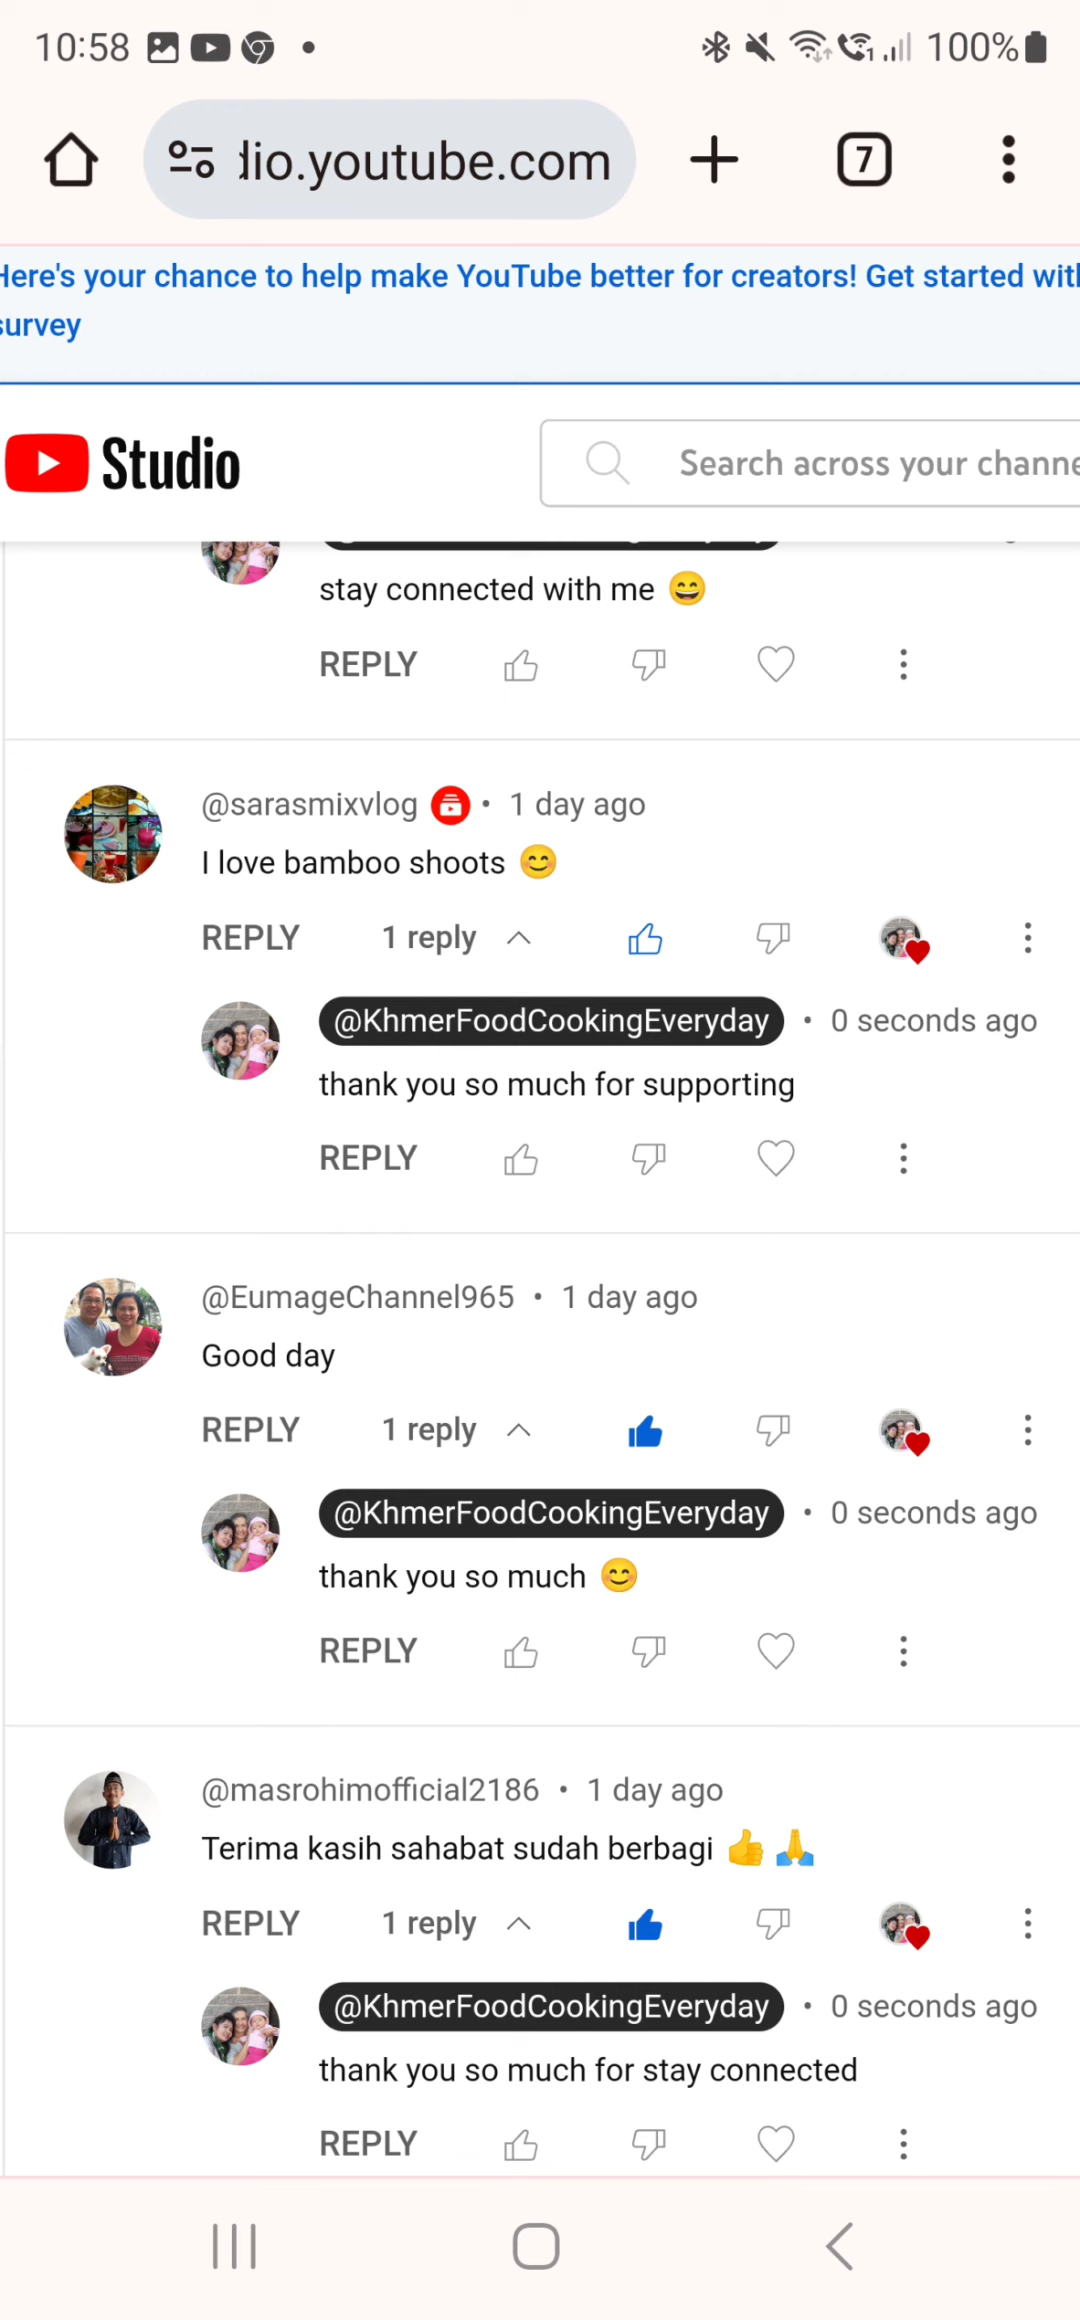 10:58 100%
dio.youtube.com 7
Here's your chance to help make YouTube better for creators! Get started with
survey
Studio Search across your channe
stay connected with me 😄
REPLY
@sarasmixvlog • 1 day ago
I love bamboo shoots 😊
REPLY 1 reply
@KhmerFoodCookingEveryday • 0 seconds ago
thank you so much for supporting
REPLY
@EumageChannel965 • 1 day ago
Good day
REPLY 1 reply
@KhmerFoodCookingEveryday • 0 seconds ago
thank you so much 😊
REPLY
@masrohimofficial2186 • 1 day ago
Terima kasih sahabat sudah berbagi 👍🙏
REPLY 1 reply
@KhmerFoodCookingEveryday • 0 seconds ago
thank you so much for stay connected
REPLY